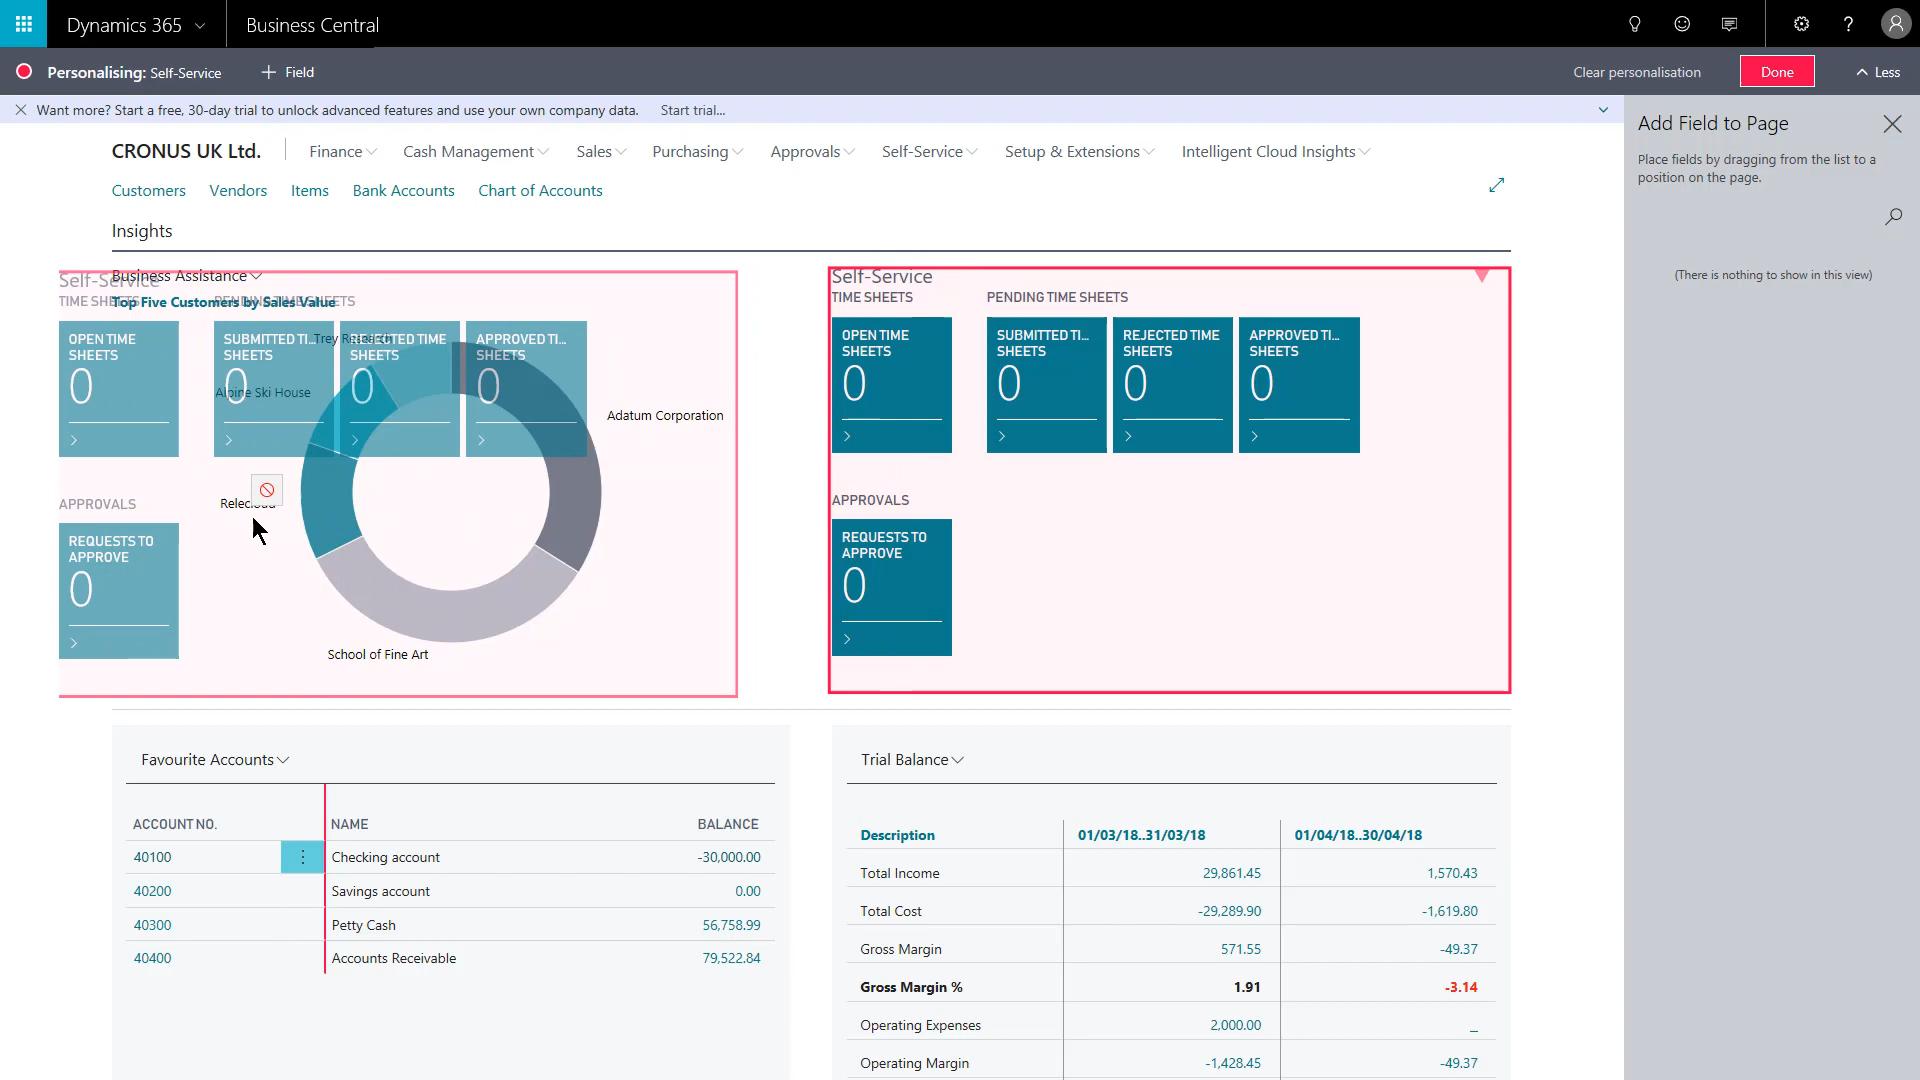 Dynamics 365
Business Central
Personalising: Self-Service
Field
Clear personalisation
Done
Less
Want more? Start a free, 30-day trial to unlock advanced features and use your own company data. Start trial...
CRONUS UK Ltd.
Finance
Cash Management
Sales
Purchasing
Approvals
Self-Service
Setup & Extensions
Intelligent Cloud Insights
Customers
Vendors
Items
Bank Accounts
Chart of Accounts
Insights
Self-Service
Business Assistance
TIME SHEETS
Top Five Customers by Sales Value
PENDING TIME SHEETS
OPEN TIME
SHEETS
0
SUBMITTED TI...
SHEETS
0
REJECTED TIME
SHEETS
0
APPROVED TI...
SHEETS
0
Alpine Ski House
Adatum Corporation
School of Fine Art
APPROVALS
REQUESTS TO
APPROVE
0
Self-Service
TIME SHEETS
PENDING TIME SHEETS
OPEN TIME
SHEETS
0
SUBMITTED TI...
SHEETS
0
REJECTED TIME
SHEETS
0
APPROVED TI...
SHEETS
0
APPROVALS
REQUESTS TO
APPROVE
0
Favourite Accounts
ACCOUNT NO. NAME BALANCE
40100 Checking account -30,000.00
40200 Savings account 0.00
40300 Petty Cash 56,758.99
40400 Accounts Receivable 79,522.84
Trial Balance
Description 01/03/18..31/03/18 01/04/18..30/04/18
Total Income 29,861.45 1,570.43
Total Cost -29,289.90 -1,619.80
Gross Margin 571.55 -49.37
Gross Margin % 1.91 -3.14
Operating Expenses 2,000.00 _
Operating Margin -1,428.45 -49.37
Add Field to Page
Place fields by dragging from the list to a
position on the page.
(There is nothing to show in this view)